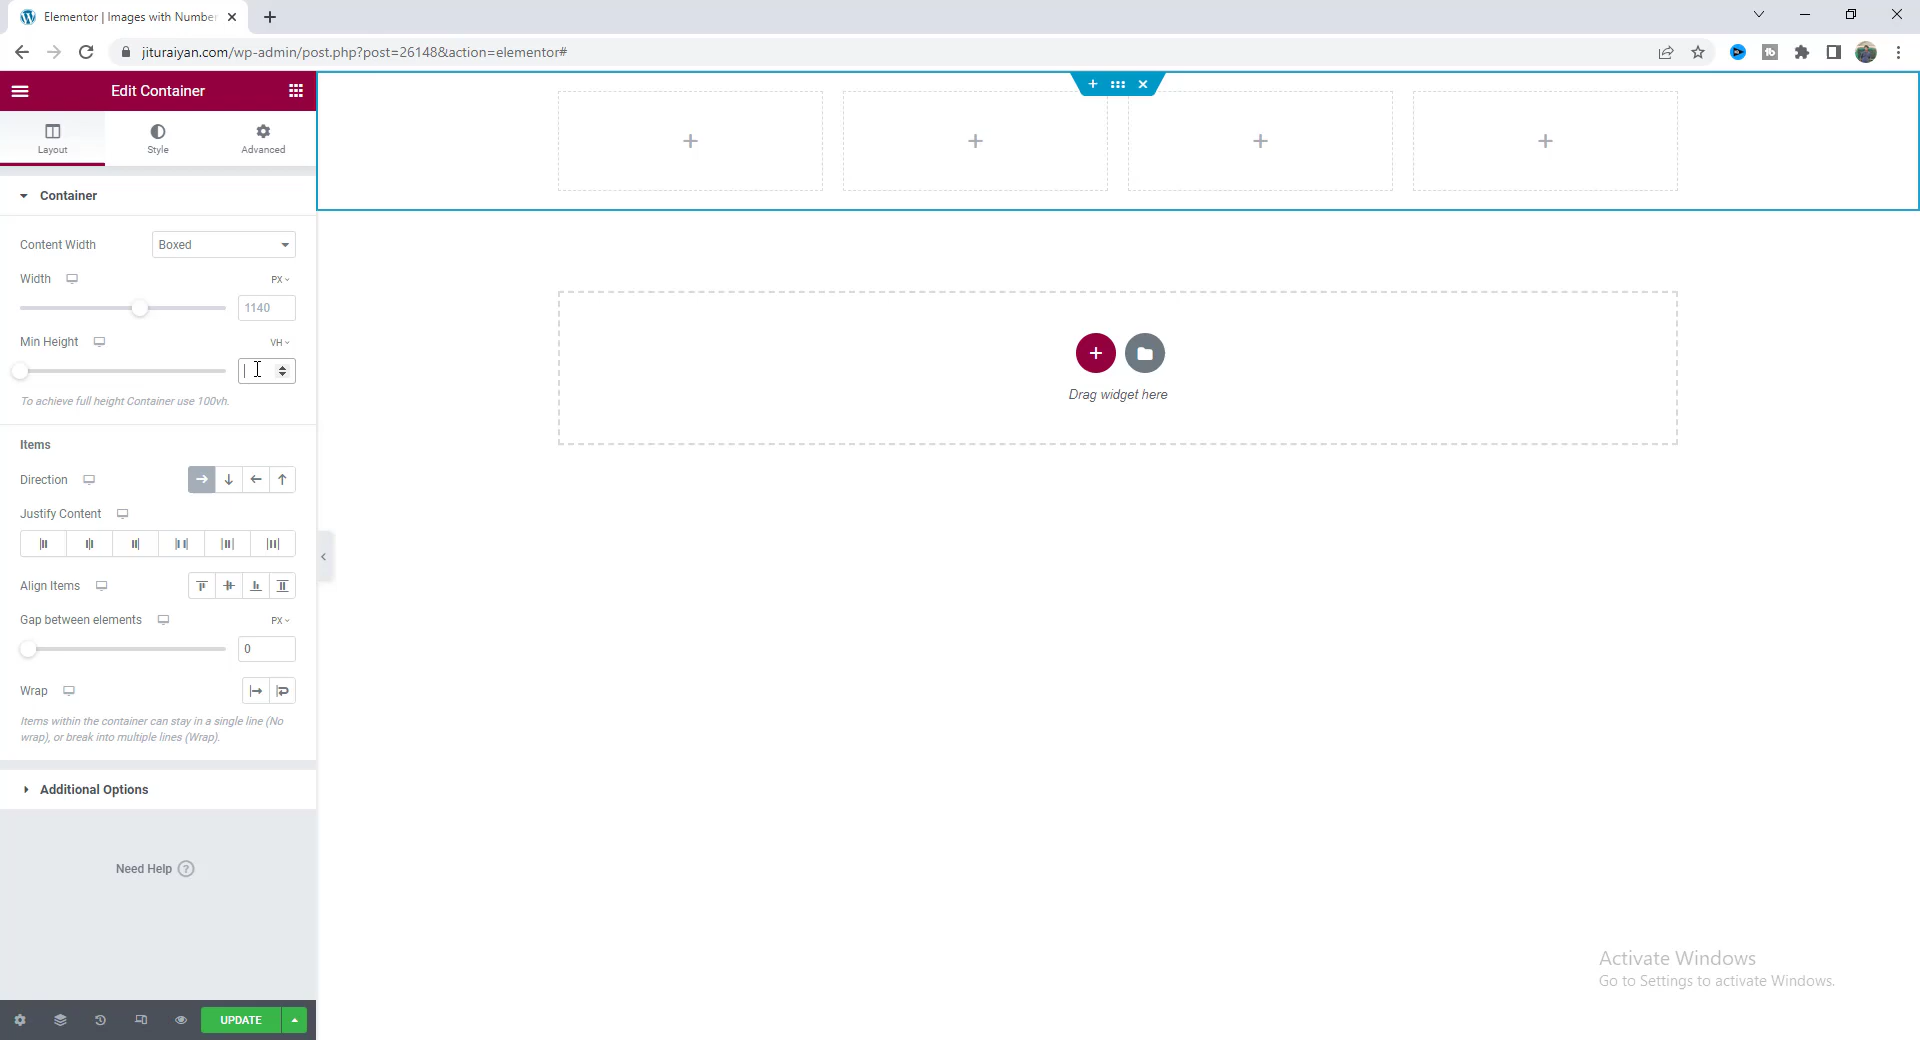 Elementor | Images with Number
jituraiyan.com/wp-admin/post.php?post=26148&action=elementor#
Edit Container
Layout
Style
Advanced
Container
Content Width
Boxed
Width
PX
1140
Min Height
VH
To achieve full height Container use 100vh.
Items
Direction
Justify Content
Align Items
Gap between elements
PX
0
Wrap
Items within the container can stay in a single line (No
wrap), or break into multiple lines (Wrap).
Additional Options
Need Help
UPDATE
Drag widget here
Activate Windows
Go to Settings to activate Windows.